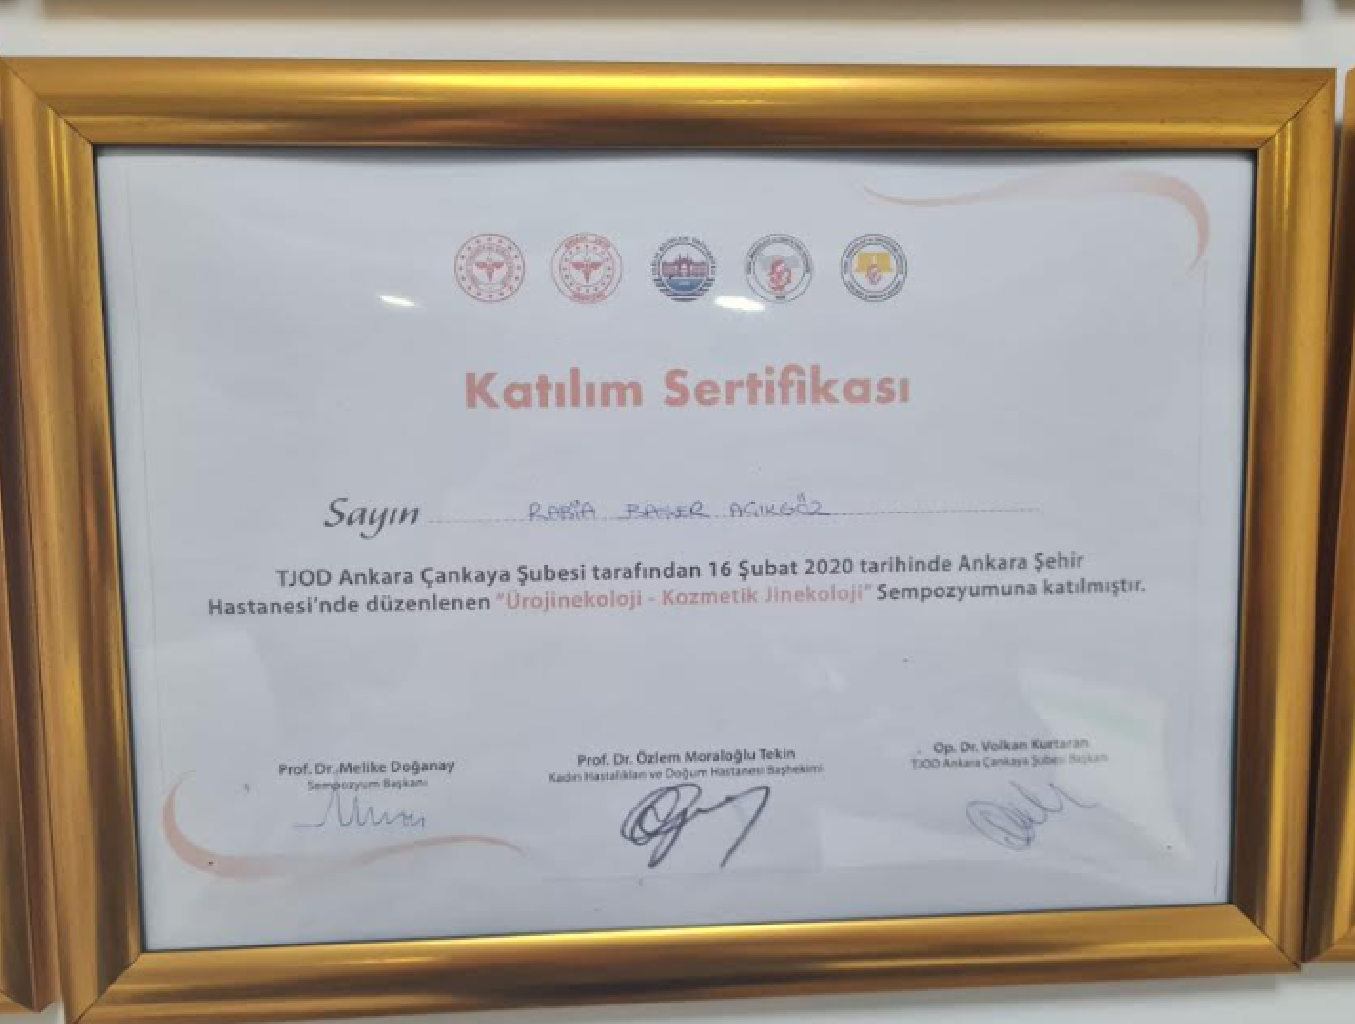 Katılım Sertifikası
Sayın RABİA BAŞER AÇIKGÖZ
TJOD Ankara Çankaya Şubesi tarafından 16 Şubat 2020 tarihinde Ankara Şehir
Hastanesi'nde düzenlenen "Ürojinekoloji - Kozmetik Jinekoloji" Sempozyumuna katılmıştır.
Prof. Dr. Melike Doğanay
Sempozyum Başkanı
Prof. Dr. Özlem Moraloğlu Tekin
Kadın Hastalıkları ve Doğum Hastanesi Başhekimi
Op. Dr. Volkan Kurtaran
TJOD Ankara Çankaya Şubesi Başkanı